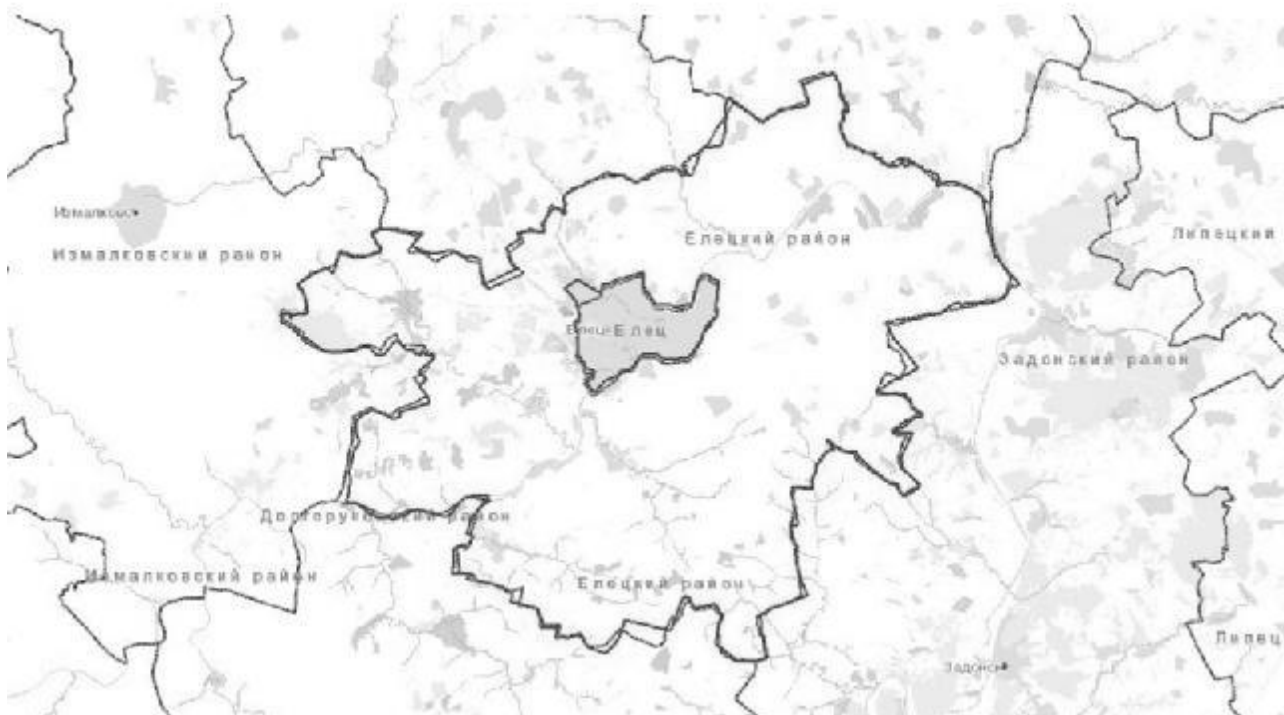 Измалково
Елецкий район
Липецкий
Измалковский район
Елец
Задонский район
Долгоруковский район
Измалковский район
Елецкий район
Липец
Задонск